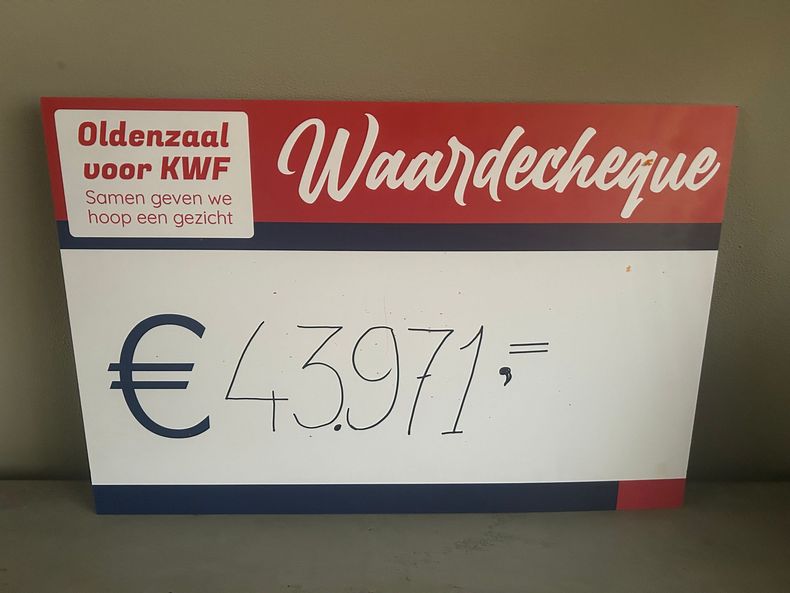 Oldenzaal
voor KWF
Samen geven we
hoop een gezicht
Waardecheque
€ 43.971,=